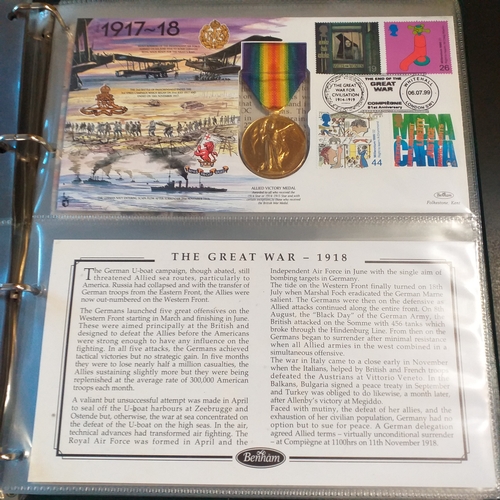 1917~18
THE GREAT WAR FOR CIVILISATION 1914-1919
THE END OF THE
GREAT
WAR
COMPIÈGNE
81st Anniversary
WHITEHALL
06.07.99
LONDON SW1
26
44
MAGNA
CARTA
ALLIED VICTORY MEDAL
Benham
Folkestone, Kent
THE GREAT WAR – 1918
The German U-boat campaign, though abated, still
threatened Allied sea routes, particularly to
America. Russia had collapsed and with the transfer of
German troops from the Eastern Front, the Allies were
now out-numbered on the Western Front.
The Germans launched five great offensives on the
Western Front starting in March and finishing in June.
These were aimed principally at the British and
designed to defeat the Allies before the Americans
were strong enough to have any influence on the
fighting. In all five attacks, the Germans achieved
tactical victories but no strategic gain. In five months
they were to lose nearly half a million casualties, the
Allies sustaining slightly more but they were being
replenished at the average rate of 300,000 American
troops each month.
A valiant but unsuccessful attempt was made in April
to seal off the U-boat harbours at Zeebrugge and
Ostende but, otherwise, the war at sea concentrated on
the defeat of the U-boat on the high seas. In the air,
technical advances had transformed air fighting. The
Royal Air Force was formed in April and the
Independent Air Force in June with the single aim of
bombing targets in Germany.
The tide on the Western Front finally turned on 18th
July when Marshal Foch eradicated the German Marne
salient. The Germans were then on the defensive as
Allied attacks continued along the entire front. On 8th
August, the "Black Day" of the German Army, the
British attacked on the Somme with 456 tanks which
broke through the Hindenburg Line. From then on the
Germans began to surrender after minimal resistance
when all Allied armies in the west combined in a
simultaneous offensive.
The war in Italy came to a close early in November
when the Italians, helped by British and French troops
defeated the Austrians at Vittorio Veneto. In the
Balkans, Bulgaria signed a peace treaty in September
and Turkey was obliged to do likewise, a month later,
after Allenby's victory at Megiddo.
Faced with mutiny, the defeat of her allies, and the
exhaustion of her civilian population, Germany had no
option but to sue for peace. A German delegation
agreed Allied terms – virtually unconditional surrender
- at Compiègne at 1100hrs on 11th November 1918.
Benham